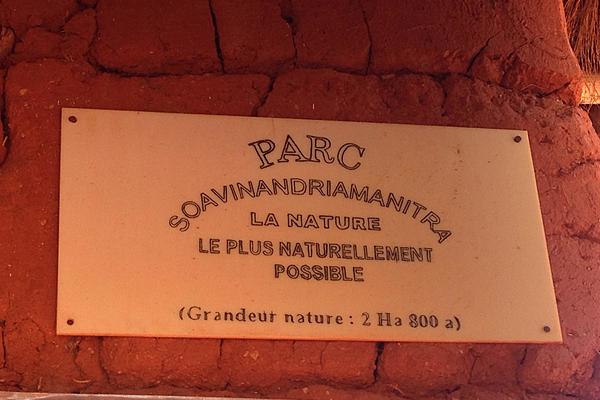 PARC
SOAVINANDRIAMANITRA
LA NATURE
LE PLUS NATURELLEMENT
POSSIBLE
(Grandeur nature : 2 Ha 800 a)